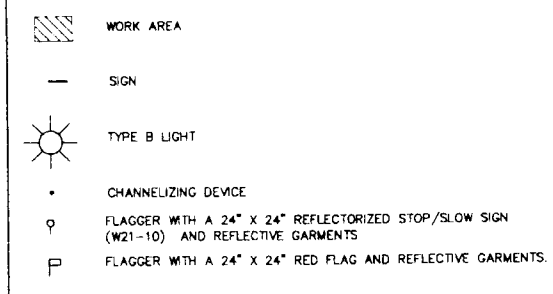 WORK AREA
SIGN
TYPE B LIGHT
CHANNELIZING DEVICE
FLAGGER WITH A 24" X 24" REFLECTORIZED STOP/SLOW SIGN
(W21-10) AND REFLECTIVE GARMENTS
FLAGGER WITH A 24" X 24" RED FLAG AND REFLECTIVE GARMENTS.